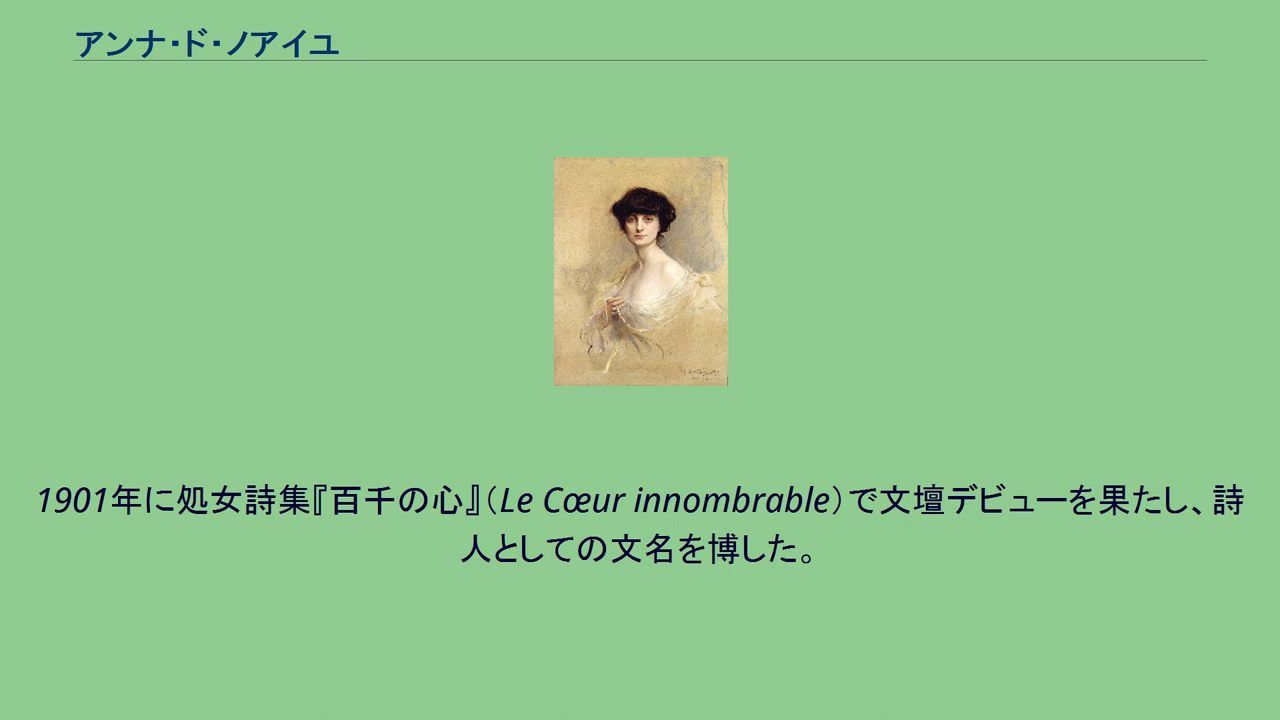 アンナ・ド・ノアイユ
1901年に処女詩集『百千の心』（Le Cœur innombrable）で文壇デビューを果たし、詩
人としての文名を博した。